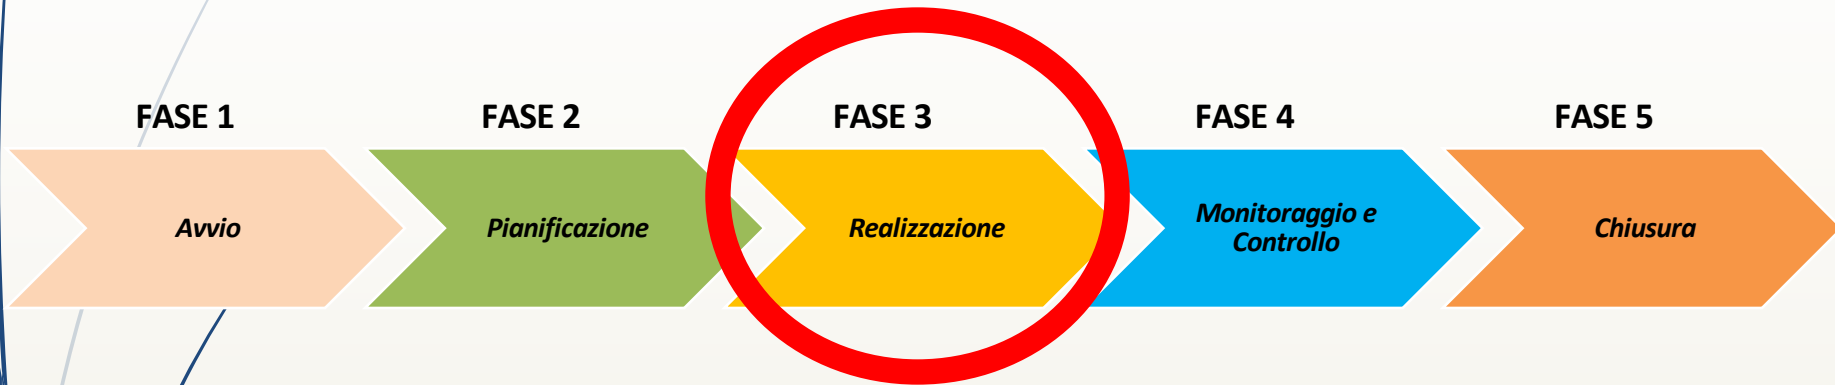 FASE 1
FASE 2
FASE 3
FASE 4
FASE 5
Avvio
Pianificazione
Realizzazione
Monitoraggio e
Controllo
Chiusura